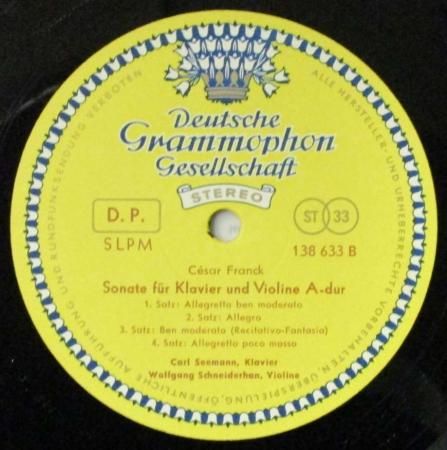 Deutsche
Grammophon
Gesellschaft
STEREO
D. P.
ST 33
SLPM
138 633 B
César Franck
Sonate für Klavier und Violine A-dur
1. Satz: Allegretto ben moderato
2. Satz: Allegro
3. Satz: Ben moderato (Recitativo-Fantasia)
4. Satz: Allegretto poco mosso
Carl Seemann, Klavier
Wolfgang Schneiderhan, Violine
ALLE HERSTELLER- UND URHEBERRECHTE VORBEHALTEN, ÜBERSPIELUNG, ÖFFENTLICHE AUFFÜHRUNG UND RUNDFUNKSENDUNG VERBOTEN